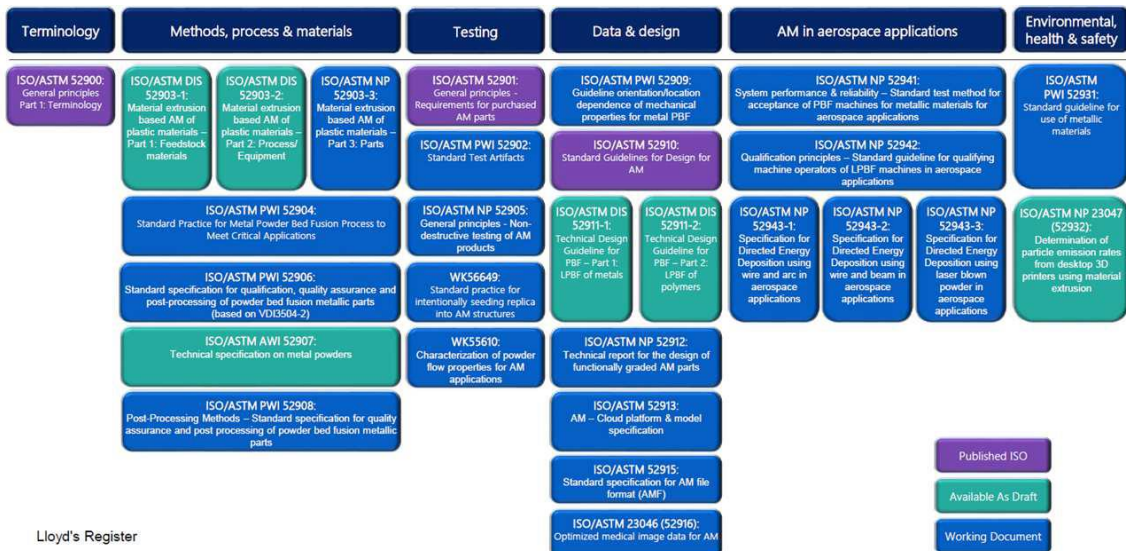 Terminology
Methods, process & materials
Testing
Data & design
AM in aerospace applications
Environmental,
health & safety
ISO/ASTM 52900:
General principles
Part 1: Terminology
ISO/ASTM DIS
52903-1:
Material extrusion
based AM of
plastic materials –
Part 1: Feedstock
materials
ISO/ASTM DIS
52903-2:
Material extrusion
based AM of
plastic materials –
Part 2: Process/
Equipment
ISO/ASTM NP
52903-3:
Material extrusion
based AM of
plastic materials –
Part 3: Parts
ISO/ASTM PWI 52904:
Standard Practice for Metal Powder Bed Fusion Process to
Meet Critical Applications
ISO/ASTM PWI 52906:
Standard specification for qualification, quality assurance and
post-processing of powder bed fusion metallic parts
(based on VDI3504-2)
ISO/ASTM AWI 52907:
Technical specification on metal powders
ISO/ASTM PWI 52908:
Post-Processing Methods – Standard specification for quality
assurance and post processing of powder bed fusion metallic
parts
ISO/ASTM 52901:
General principles -
Requirements for purchased
AM parts
ISO/ASTM PWI 52902:
Standard Test Artifacts
ISO/ASTM NP 52905:
General principles - Non-
destructive testing of AM
products
WK56649:
Standard practice for
intentionally seeding replica
into AM structures
WK55610:
Characterization of powder
flow properties for AM
applications
ISO/ASTM PWI 52909:
Guideline orientation/location
dependence of mechanical
properties for metal PBF
ISO/ASTM 52910:
Standard Guidelines for Design for
AM
ISO/ASTM DIS
52911-1:
Technical Design
Guideline for
PBF – Part 1:
LPBF of metals
ISO/ASTM DIS
52911-2:
Technical Design
Guideline for
PBF – Part 2:
LPBF of
polymers
ISO/ASTM NP 52912:
Technical report for the design of
functionally graded AM parts
ISO/ASTM 52913:
AM – Cloud platform & model
specification
ISO/ASTM 52915:
Standard specification for AM file
format (AMF)
ISO/ASTM 23046 (52916):
Optimized medical image data for AM
ISO/ASTM NP 52941:
System performance & reliability – Standard test method for
acceptance of PBF machines for metallic materials for
aerospace applications
ISO/ASTM NP 52942:
Qualification principles – Standard guideline for qualifying
machine operators of LPBF machines in aerospace
applications
ISO/ASTM NP
52943-1:
Specification for
Directed Energy
Deposition using
wire and arc in
aerospace
applications
ISO/ASTM NP
52943-2:
Specification for
Directed Energy
Deposition using
wire and beam in
aerospace
applications
ISO/ASTM NP
52943-3:
Specification for
Directed Energy
Deposition using
laser blown
powder in
aerospace
applications
ISO/ASTM
PWI 52931:
Standard guideline for
use of metallic
materials
ISO/ASTM NP 23047
(52932):
Determination of
particle emission rates
from desktop 3D
printers using material
extrusion
Published ISO
Available As Draft
Working Document
Lloyd's Register